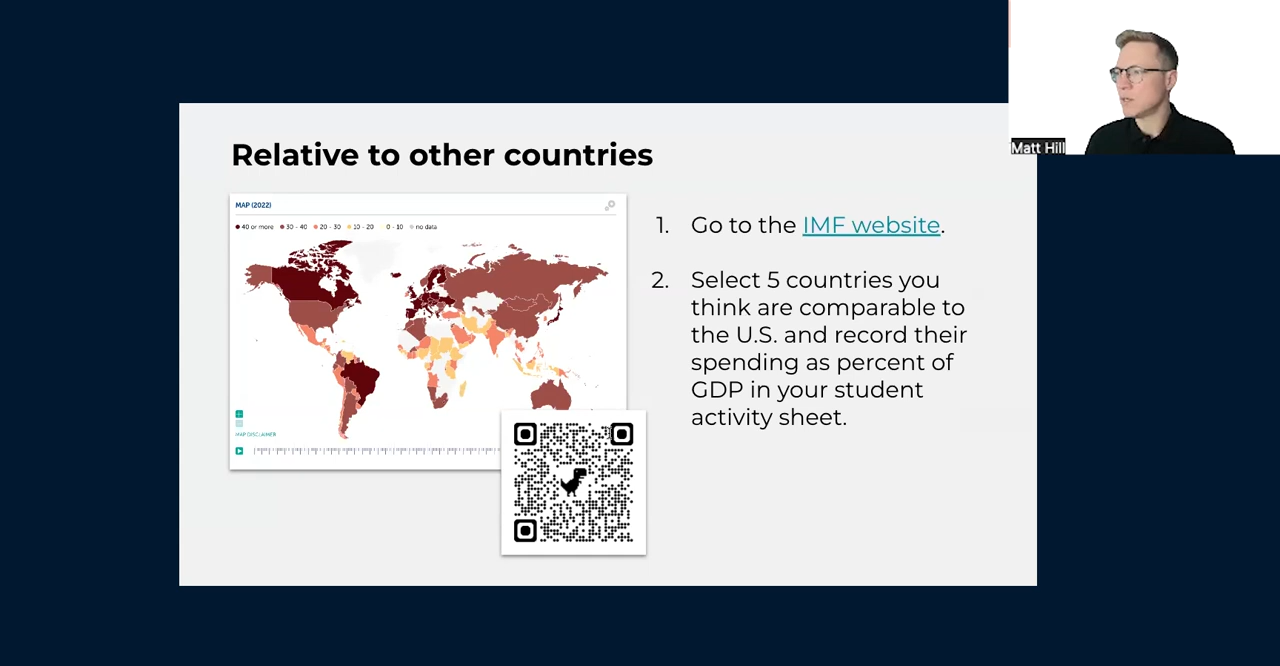 Matt Hill
Relative to other countries
MAP (2022)
40 or more 30 - 40 20 - 30 10 - 20 0 - 10 no data
MAP DISCLAIMER
1. Go to the IMF website.
2. Select 5 countries you
think are comparable to
the U.S. and record their
spending as percent of
GDP in your student
activity sheet.